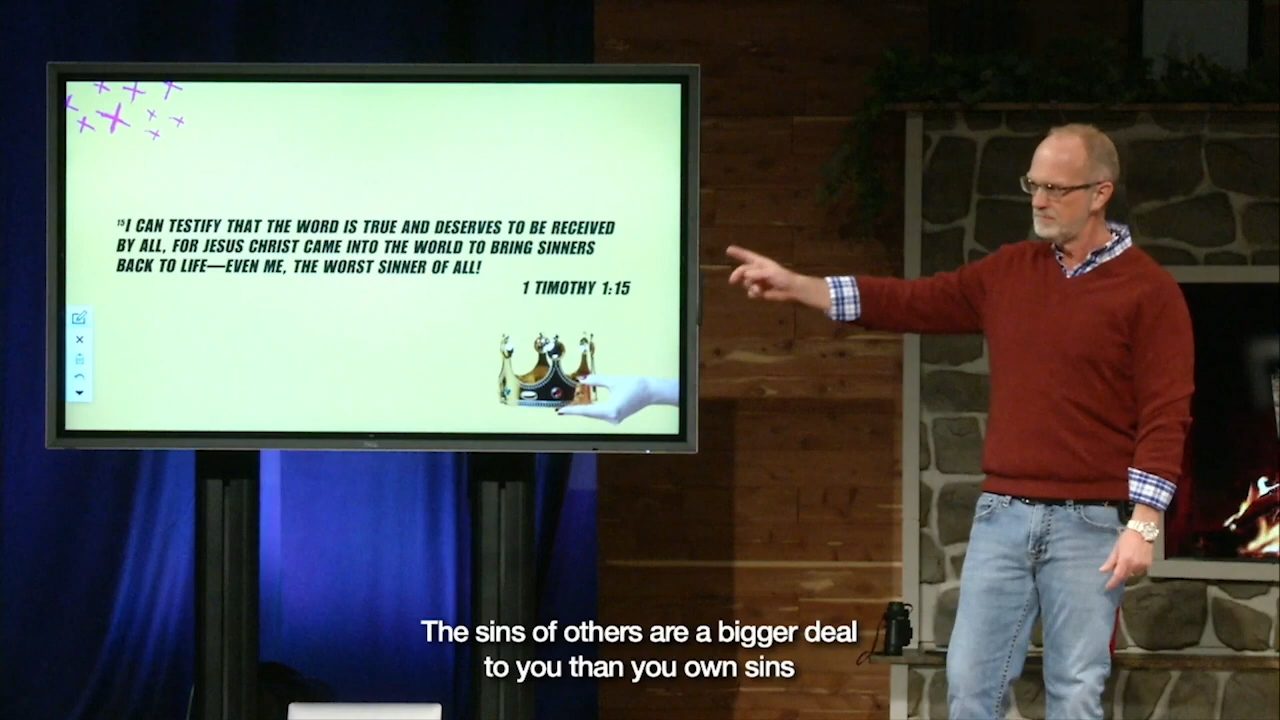 15I CAN TESTIFY THAT THE WORD IS TRUE AND DESERVES TO BE RECEIVED
BY ALL, FOR JESUS CHRIST CAME INTO THE WORLD TO BRING SINNERS
BACK TO LIFE—EVEN ME, THE WORST SINNER OF ALL!
1 TIMOTHY 1:15
The sins of others are a bigger deal
to you than you own sins